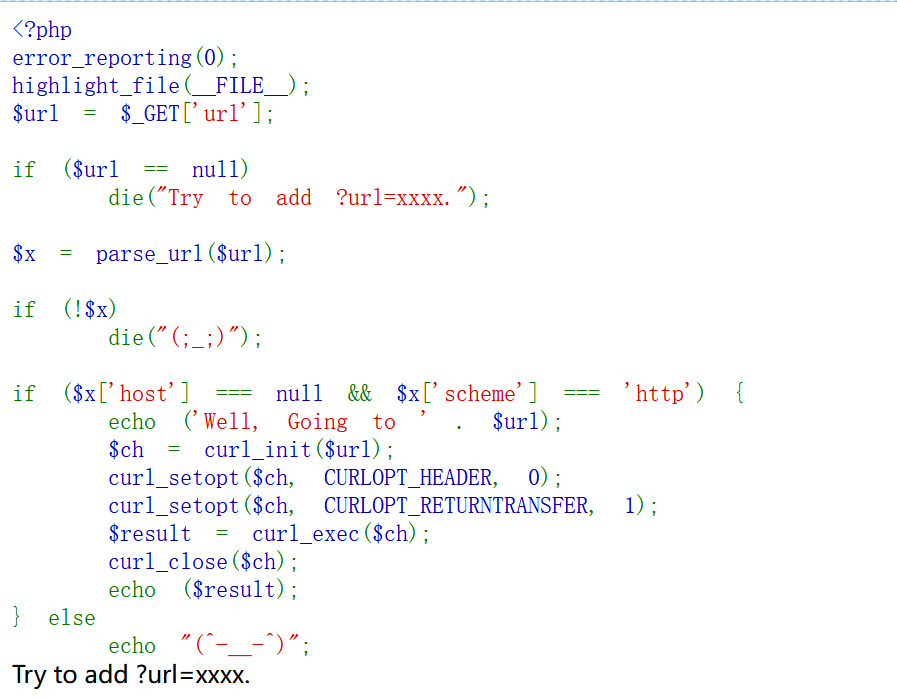 <?php
error_reporting(0);
highlight_file(__FILE__);
$url = $_GET['url'];
if ($url == null)
die("Try to add ?url=xxxx.");
$x = parse_url($url);
if (!$x)
die("(;_;)");
if ($x['host'] === null && $x['scheme'] === 'http') {
echo ('Well, Going to ' . $url);
$ch = curl_init($url);
curl_setopt($ch, CURLOPT_HEADER, 0);
curl_setopt($ch, CURLOPT_RETURNTRANSFER, 1);
$result = curl_exec($ch);
curl_close($ch);
echo ($result);
} else
echo "(^-__-^)";
Try to add ?url=xxxx.